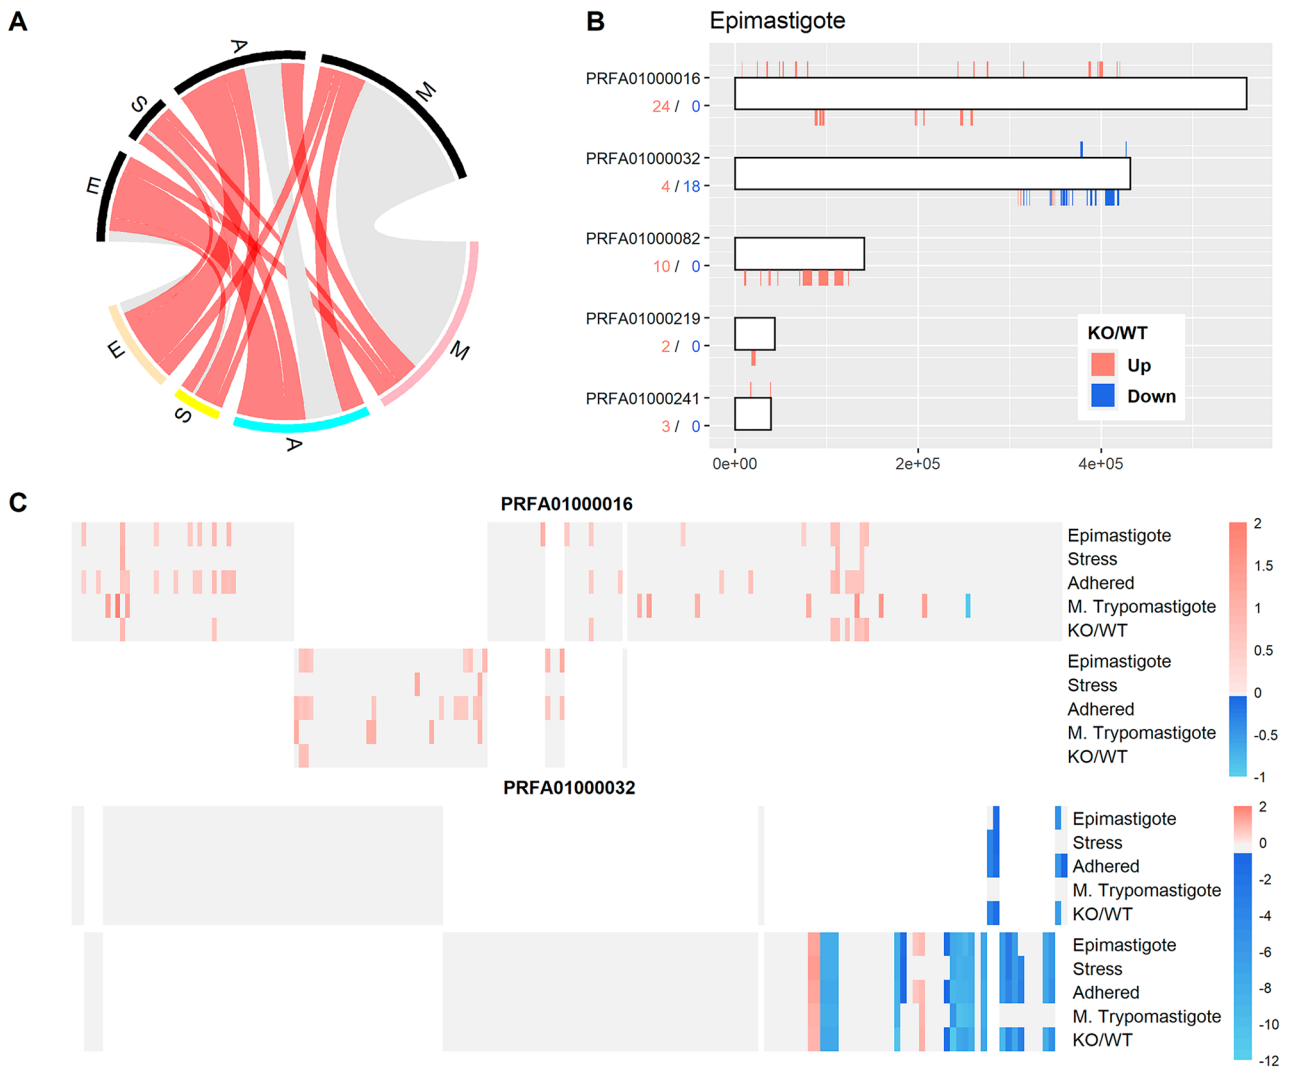 A
A
M
S
E
E
S
A
M
B
Epimastigote
PRFA01000016
24 / 0
PRFA01000032
4 / 18
PRFA01000082
10 / 0
PRFA01000219
2 / 0
PRFA01000241
3 / 0
KO/WT
Up
Down
0e+00 2e+05 4e+05
C
PRFA01000016
Epimastigote
Stress
Adhered
M. Trypomastigote
KO/WT
Epimastigote
Stress
Adhered
M. Trypomastigote
KO/WT
2
1.5
1
0.5
0
-0.5
-1
PRFA01000032
Epimastigote
Stress
Adhered
M. Trypomastigote
KO/WT
Epimastigote
Stress
Adhered
M. Trypomastigote
KO/WT
2
0
-2
-4
-6
-8
-10
-12